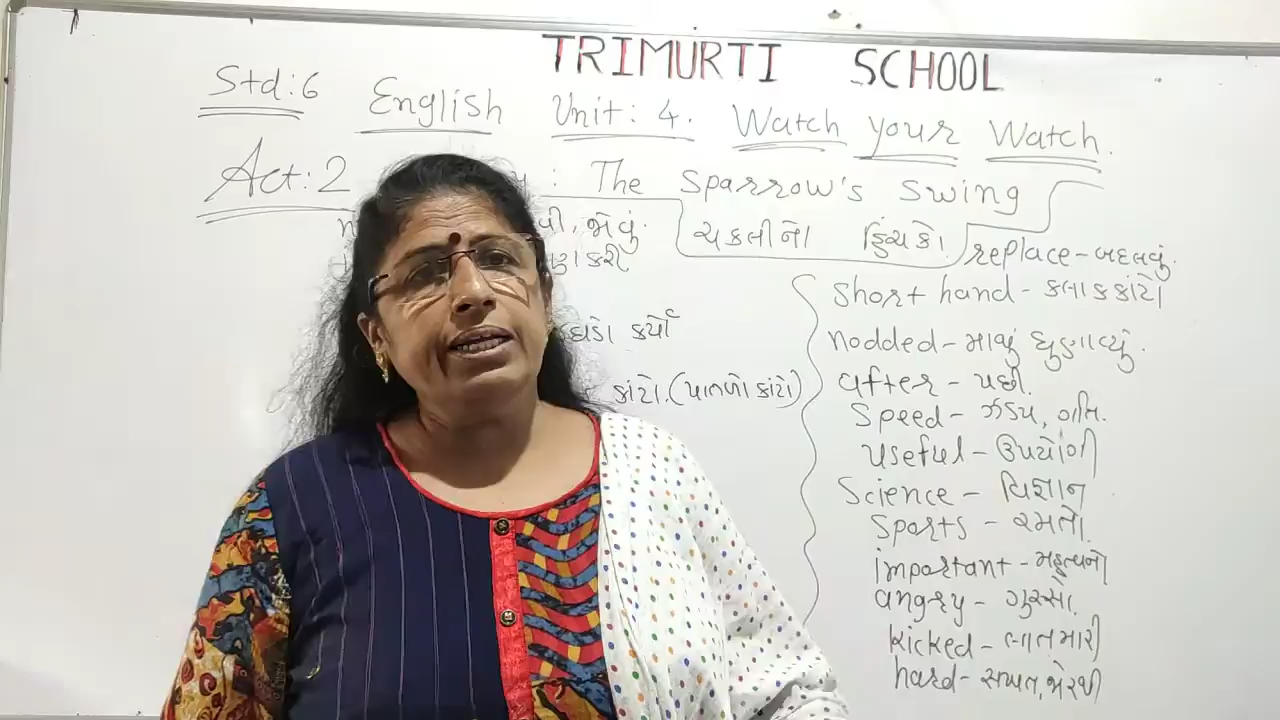 TRIMURTI SCHOOL
Std:6 English Unit: 4. Watch your Watch.
Act:2 : The Sparrow's Swing
ચકલીનો હિંચકો
જોવું.
replace - બદલવું.
short hand - કલાકકાંટો
કર્યો
nodded - માથું ધુણાવ્યું.
કાંટો. (પાતળો કાંટો)
after - પછી.
Speed - ઝડપ, ગતિ.
Useful - ઉપયોગી
Science - વિજ્ઞાન
Sports - રમતો.
important - મહત્વનો
angry - ગુસ્સો.
kicked - લાત મારી
hard - સખત, જોરથી